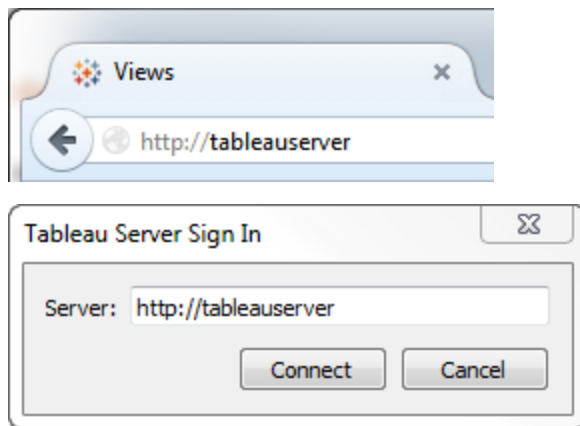 Views
http://tableauserver
Tableau Server Sign In
Server: http://tableauserver
Connect Cancel